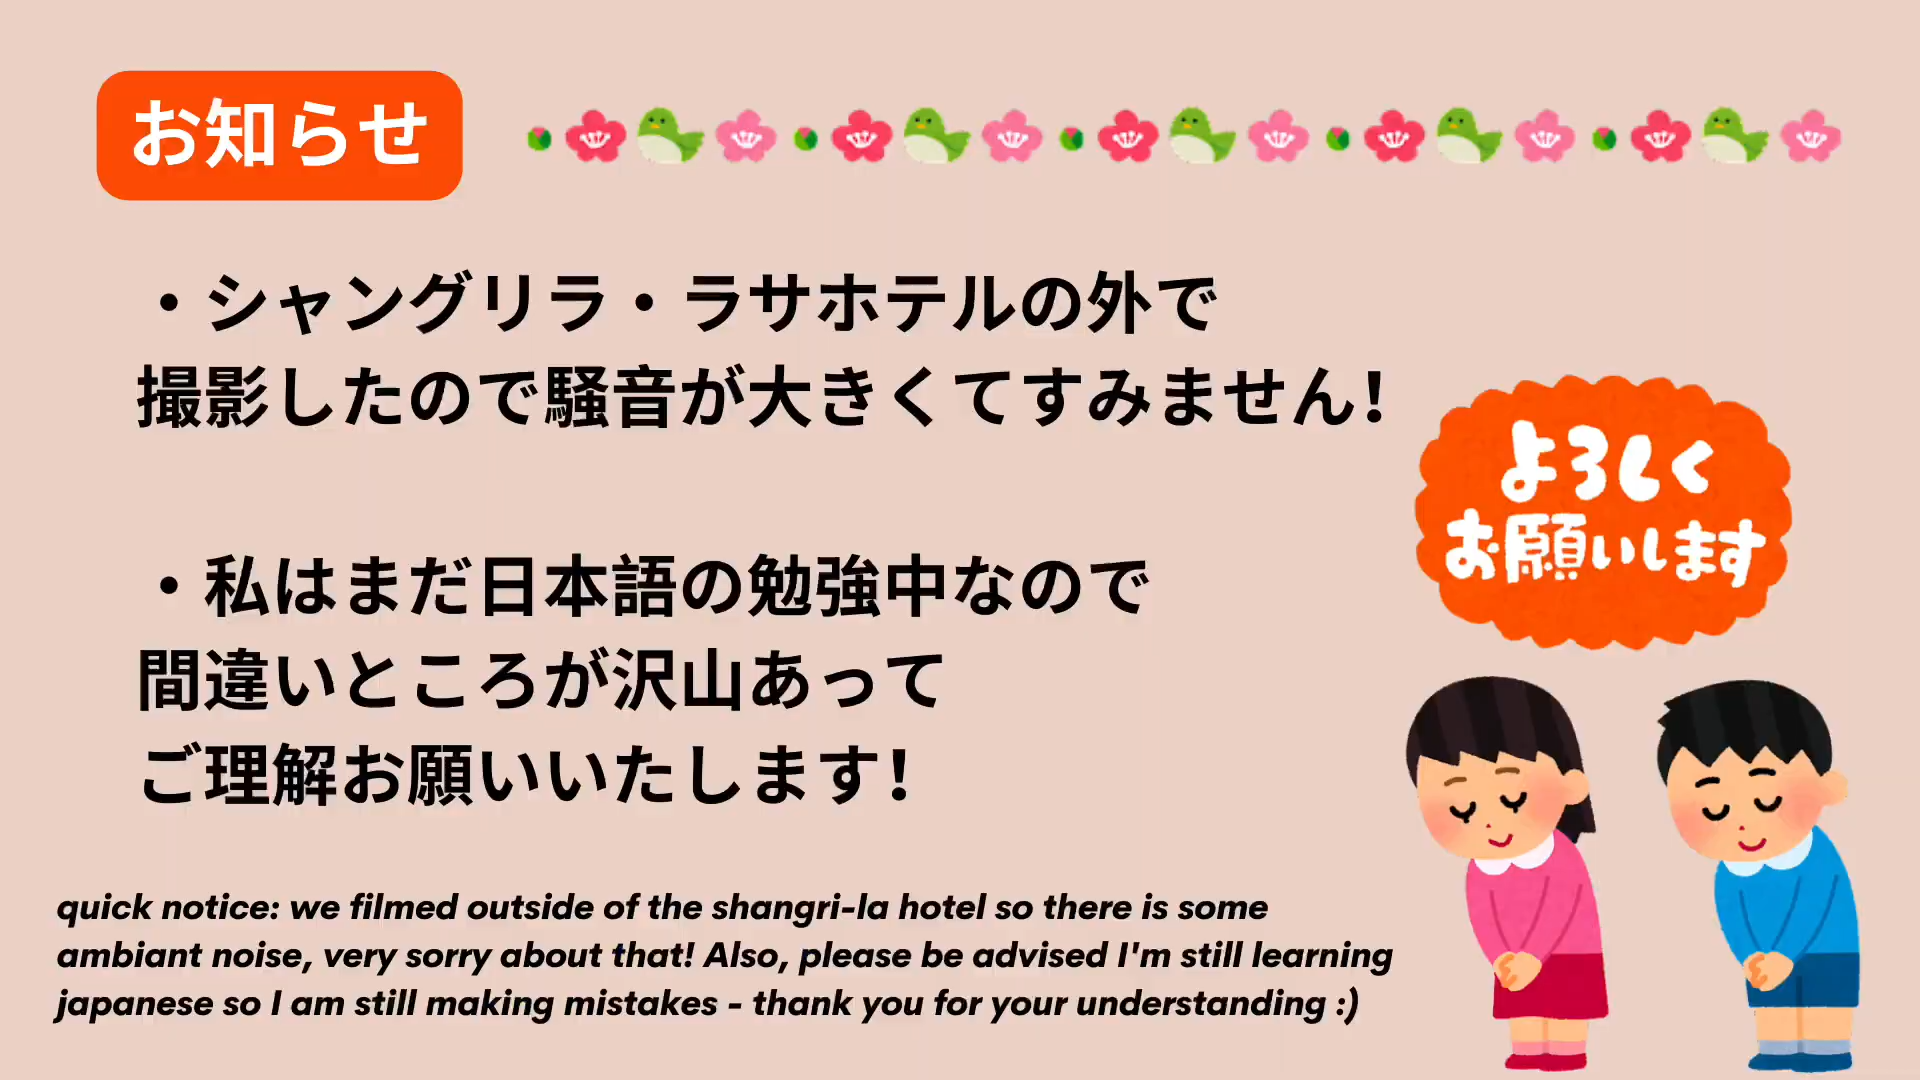 お知らせ
・シャングリラ・ラサホテルの外で
撮影したので騒音が大きくてすみません！
・私はまだ日本語の勉強中なので
間違いところが沢山あって
ご理解お願いいたします！
よろしく
お願いします
quick notice: we filmed outside of the shangri-la hotel so there is some
ambiant noise, very sorry about that! Also, please be advised I'm still learning
japanese so I am still making mistakes - thank you for your understanding :)